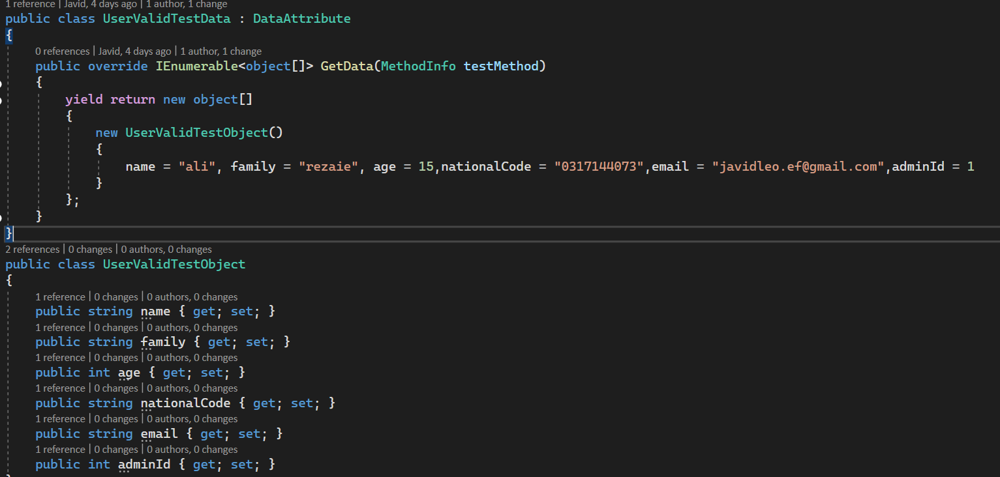 1 reference | Javid, 4 days ago | 1 author, 1 change
public class UserValidTestData : DataAttribute
{
0 references | Javid, 4 days ago | 1 author, 1 change
public override IEnumerable<object[]> GetData(MethodInfo testMethod)
{
yield return new object[]
{
new UserValidTestObject()
{
name = "ali", family = "rezaie", age = 15,nationalCode = "0317144073",email = "javidleo.ef@gmail.com",adminId = 1
}
};
}
}
2 references | 0 changes | 0 authors, 0 changes
public class UserValidTestObject
{
1 reference | 0 changes | 0 authors, 0 changes
public string name { get; set; }
1 reference | 0 changes | 0 authors, 0 changes
public string family { get; set; }
1 reference | 0 changes | 0 authors, 0 changes
public int age { get; set; }
1 reference | 0 changes | 0 authors, 0 changes
public string nationalCode { get; set; }
1 reference | 0 changes | 0 authors, 0 changes
public string email { get; set; }
1 reference | 0 changes | 0 authors, 0 changes
public int adminId { get; set; }